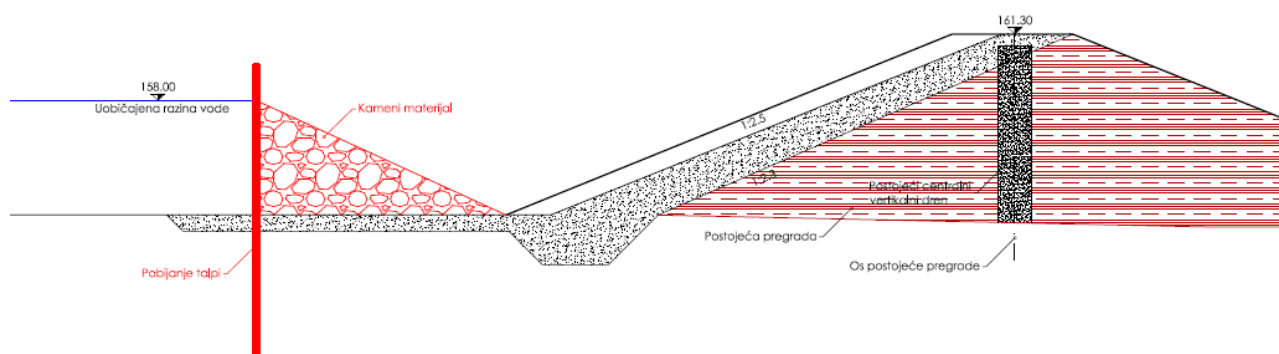 161.30
158.00
Uobičajena razina vode
Kameni materijal
1:2.5
1:2.3
Postojeći centralni
vertikalni dren
Postojeća pregrada
Os postojeće pregrade
Pobijanje talpi